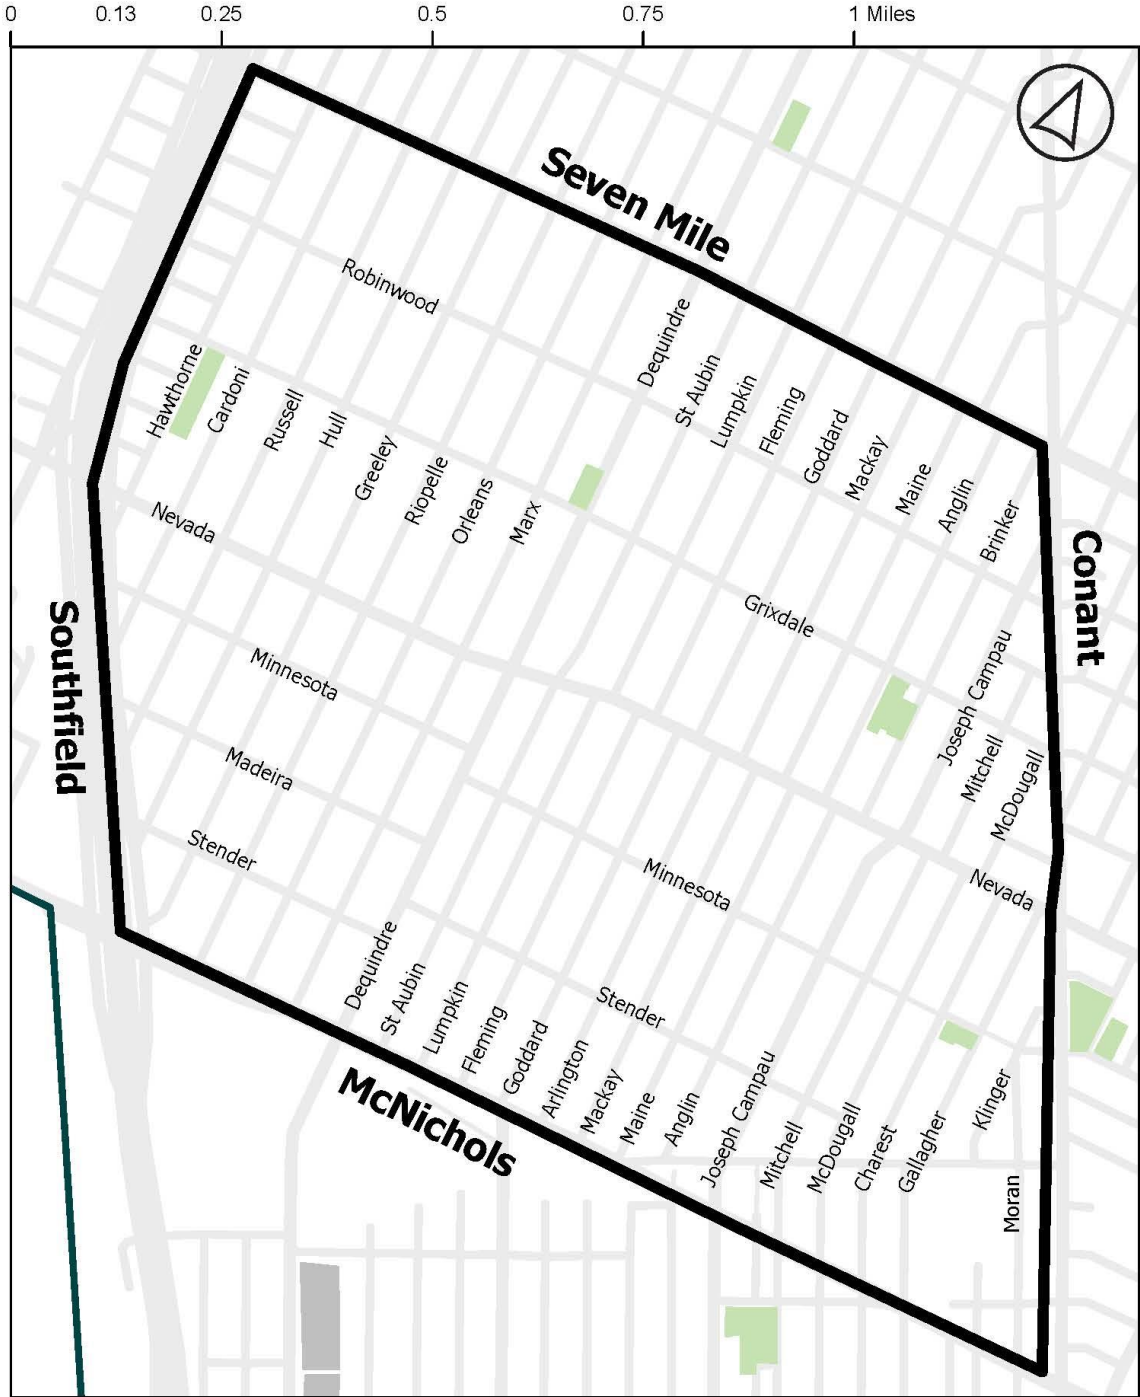 0 0.13 0.25 0.5 0.75 1 Miles
Seven Mile
Robinwood
Dequindre
St Aubin
Lumpkin
Fleming
Goddard
Mackay
Maine
Anglin
Brinker
Hawthorne
Cardoni
Russell
Hull
Greeley
Riopelle
Orleans
Marx
Nevada
Grixdale
Conant
Southfield
Minnesota
Joseph Campau
Mitchell
McDougall
Madeira
Stender
Minnesota
Nevada
Dequindre
St Aubin
Lumpkin
Fleming
Goddard
Arlington
Mackay
Maine
Anglin
Joseph Campau
Mitchell
McDougall
Charest
Gallagher
Klinger
Moran
Stender
McNichols